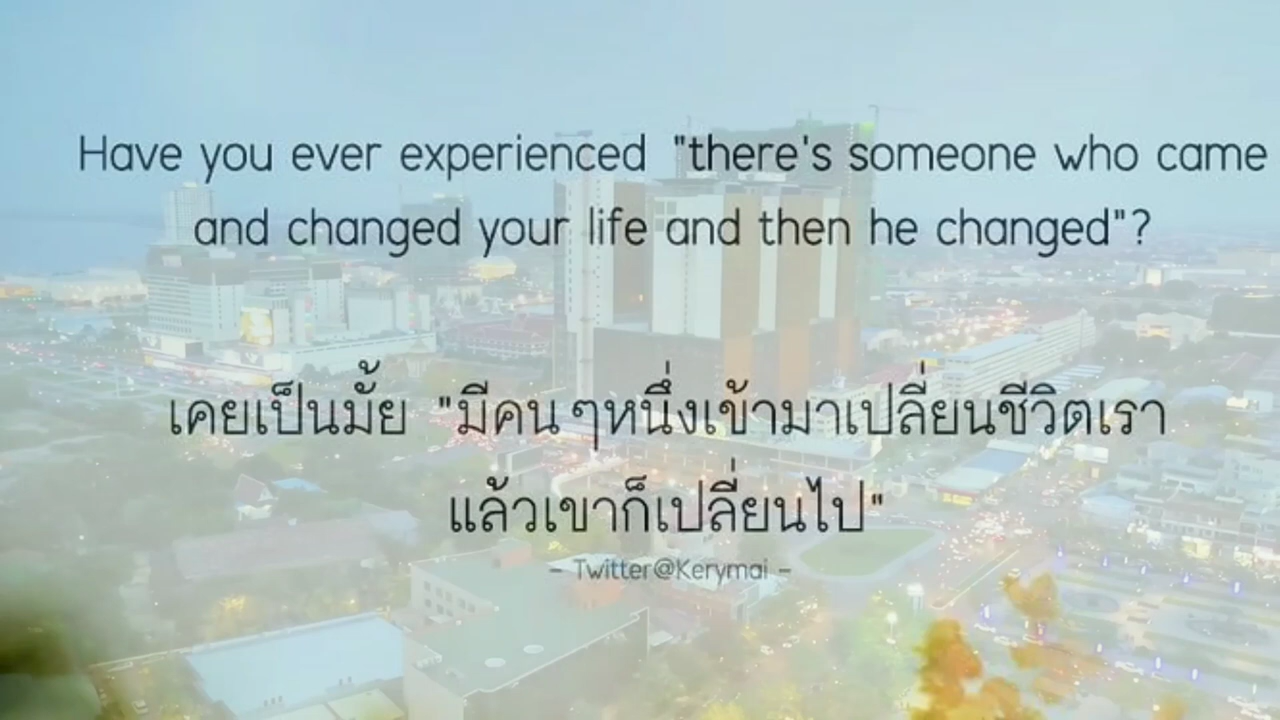 Have you ever experienced "there's someone who came
and changed your life and then he changed"?
เคยเป็นมั้ย "มีคนๆหนึ่งเข้ามาเปลี่ยนชีวิตเรา
แล้วเขาก็เปลี่ยนไป"
- Twitter@Kerymai -